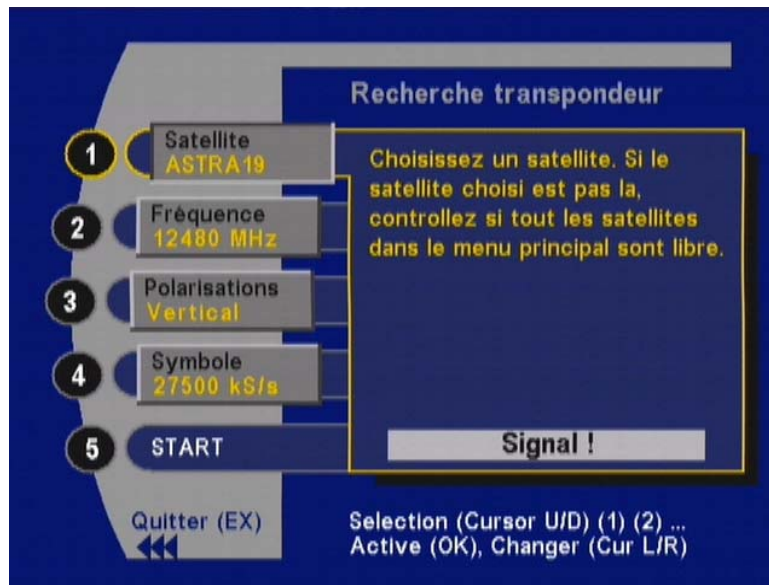 Recherche transpondeur
1
Satellite
ASTRA19
2
Fréquence
12480 MHz
3
Polarisations
Vertical
4
Symbole
27500 kS/s
5
START
Choisissez un satellite. Si le
satellite choisi est pas la,
controllez si tout les satellites
dans le menu principal sont libre.
Signal !
Quitter (EX)
Selection (Cursor U/D) (1) (2) ...
Active (OK), Changer (Cur L/R)